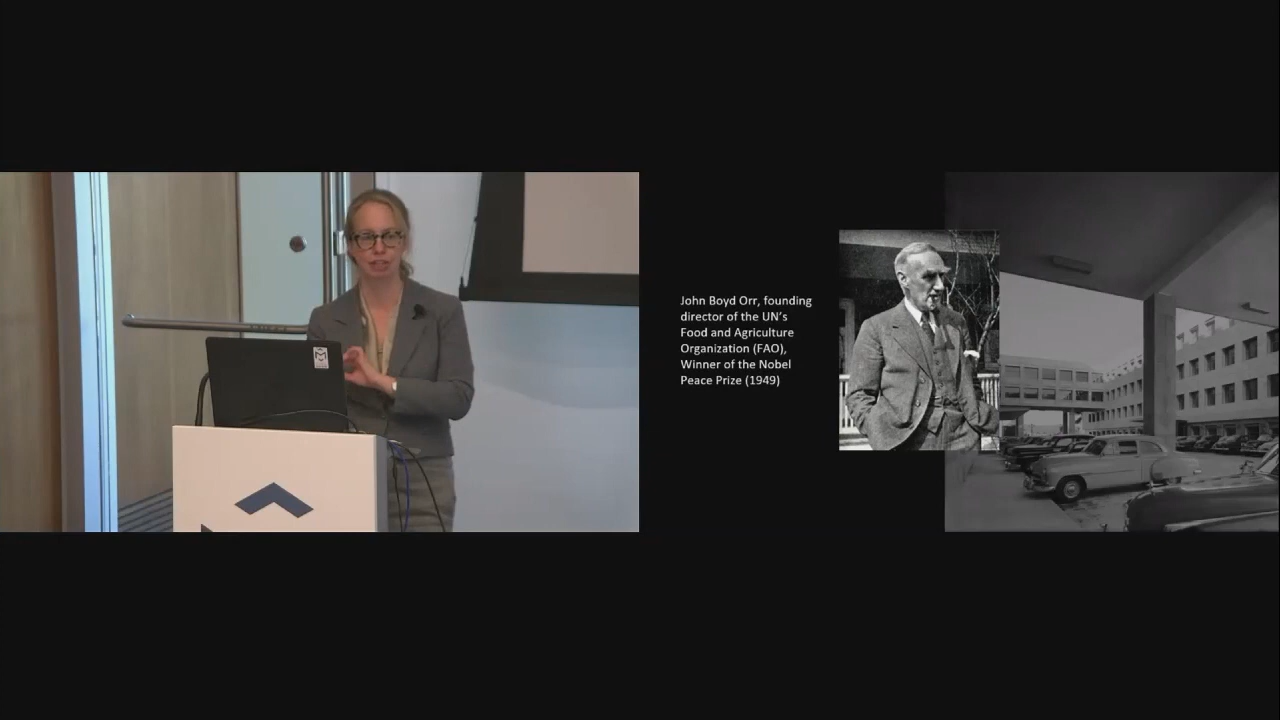 John Boyd Orr, founding
director of the UN's
Food and Agriculture
Organization (FAO),
Winner of the Nobel
Peace Prize (1949)